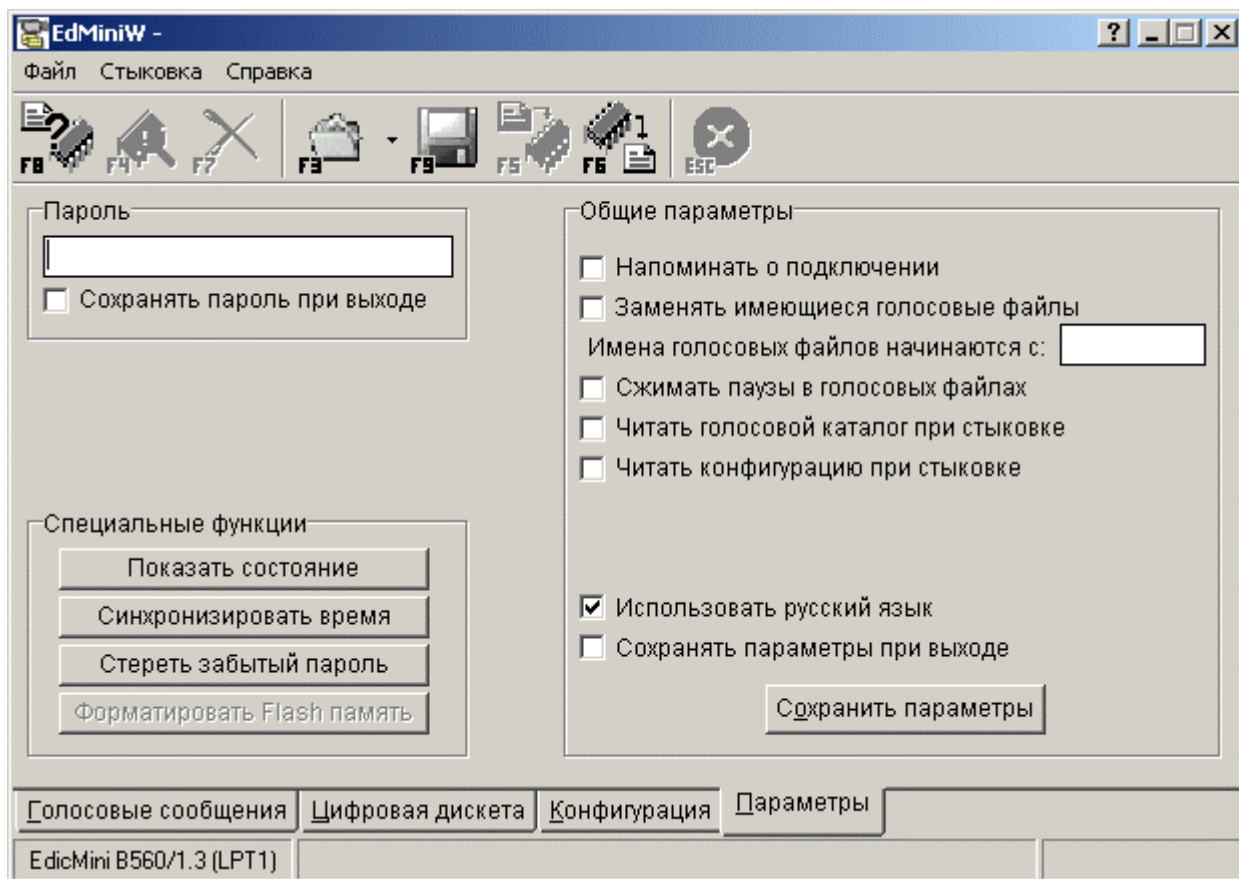 EdMiniW -
Файл Стыковка Справка
F8 F4 F7 F3 F9 F5 F6 ESC
Пароль
Сохранять пароль при выходе
Общие параметры
Напоминать о подключении
Заменять имеющиеся голосовые файлы
Имена голосовых файлов начинаются с:
Сжимать паузы в голосовых файлах
Читать голосовой каталог при стыковке
Читать конфигурацию при стыковке
Использовать русский язык
Сохранять параметры при выходе
Сохранить параметры
Специальные функции
Показать состояние
Синхронизировать время
Стереть забытый пароль
Форматировать Flash память
Голосовые сообщения Цифровая дискета Конфигурация Параметры
EdicMini B560/1.3 (LPT1)